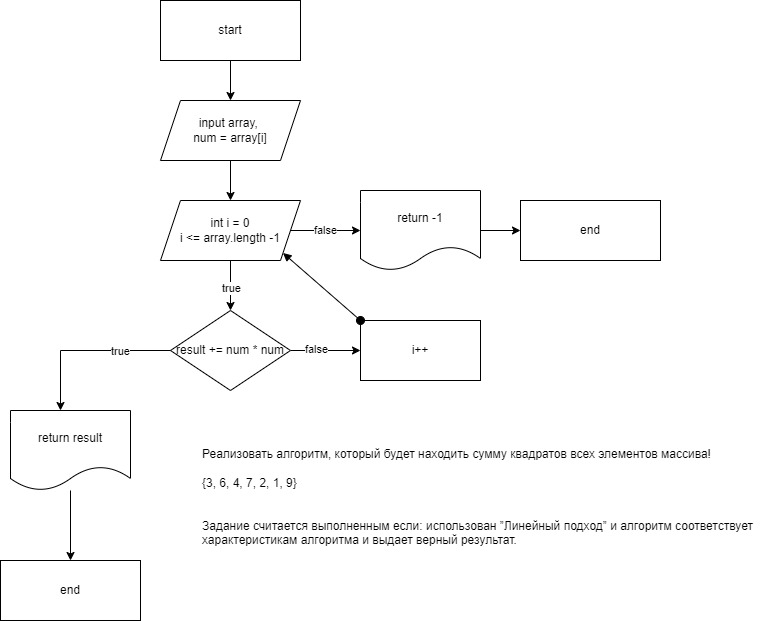 start
input array,
num = array[i]
int i = 0
i <= array.length -1
false
return -1
end
true
result += num * num
false
i++
true
return result
end
Реализовать алгоритм, который будет находить сумму квадратов всех элементов массива!
{3, 6, 4, 7, 2, 1, 9}
Задание считается выполненным если: использован ”Линейный подход” и алгоритм соответствует
характеристикам алгоритма и выдает верный результат.